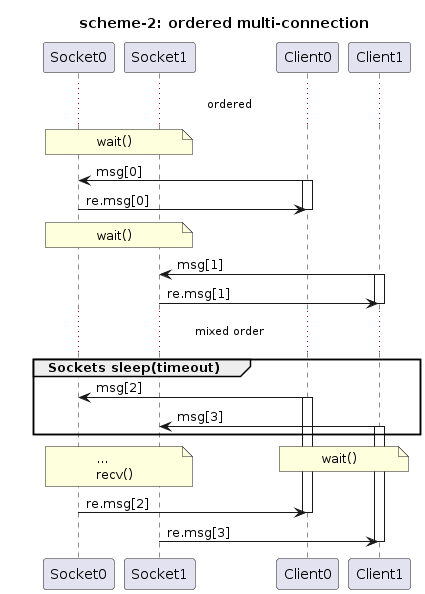 scheme-2: ordered multi-connection
Socket0 Socket1 Client0 Client1
ordered
wait()
msg[0]
re.msg[0]
wait()
msg[1]
re.msg[1]
mixed order
Sockets sleep(timeout)
msg[2]
msg[3]
...
recv()
wait()
re.msg[2]
re.msg[3]
Socket0 Socket1 Client0 Client1